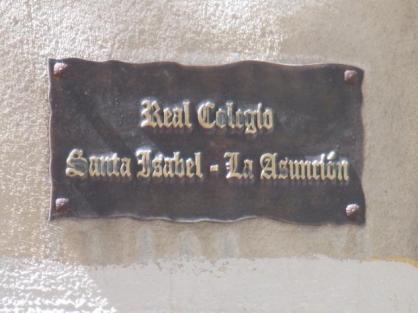 Real Colegio
Santa Isabel - La Asunción